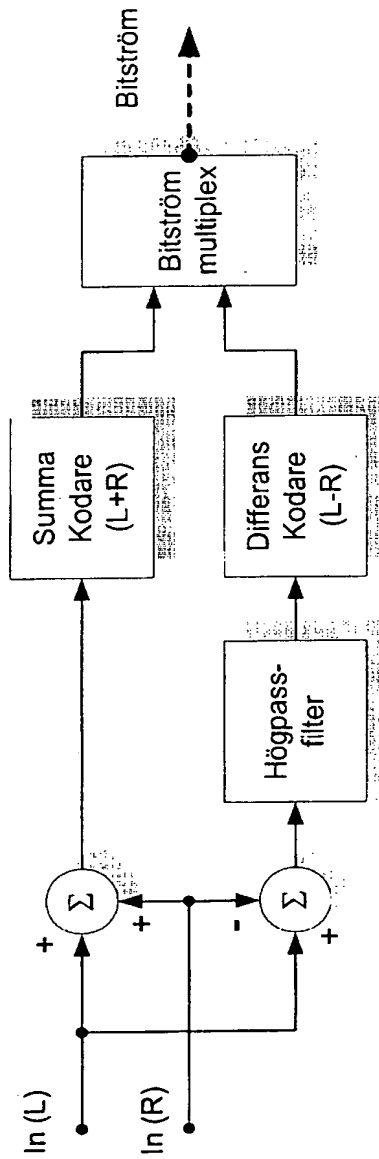 In (L)
In (R)
+
+
Σ
-
+
Σ
Högpass-
filter
Summa
Kodare
(L+R)
Differans
Kodare
(L-R)
Bitström
multiplex
Bitström